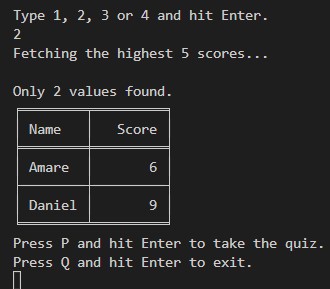 Type 1, 2, 3 or 4 and hit Enter.
2
Fetching the highest 5 scores...
Only 2 values found.
Name Score
Amare 6
Daniel 9
Press P and hit Enter to take the quiz.
Press Q and hit Enter to exit.